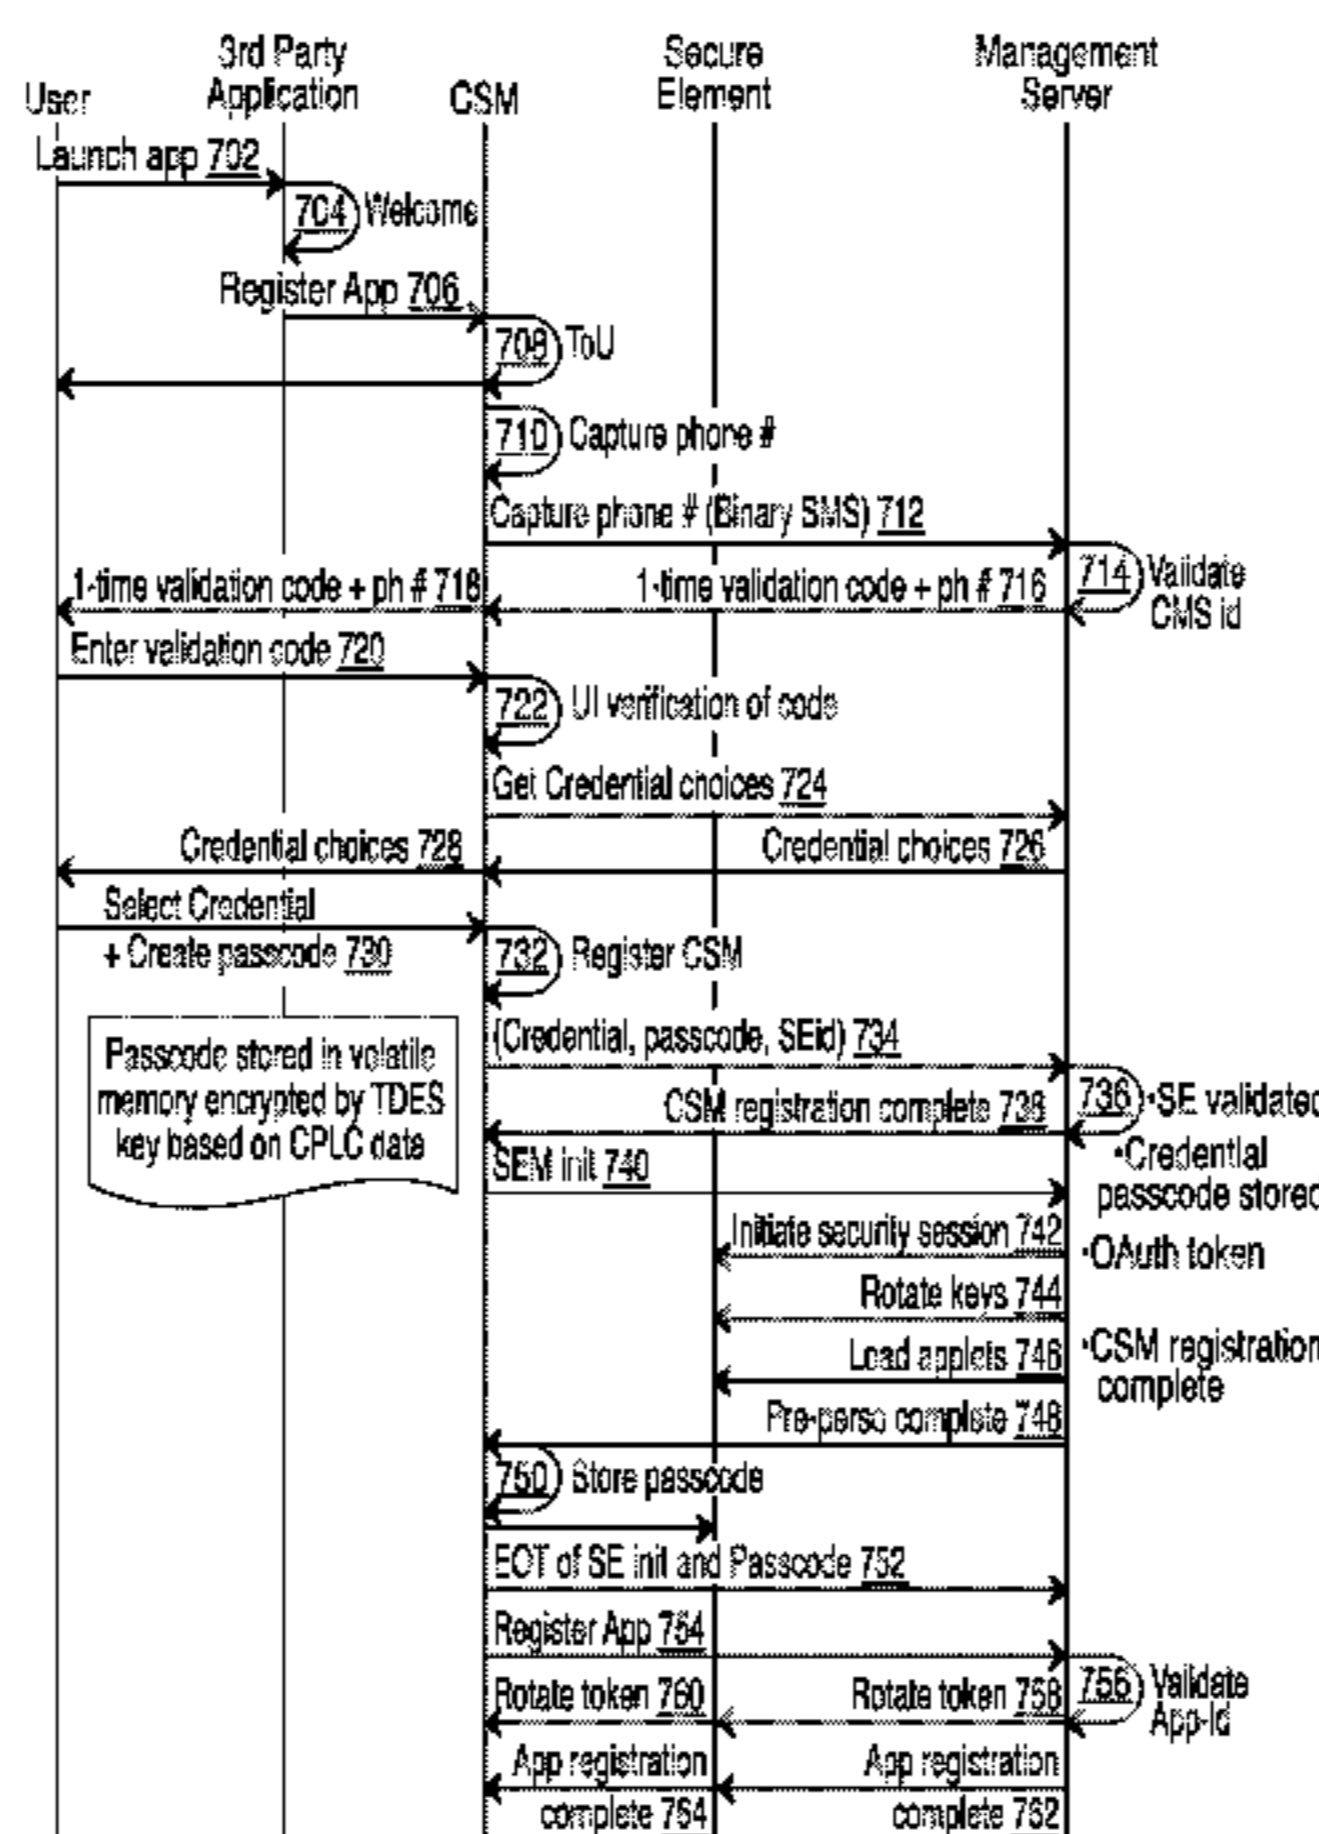 3rd Party
Application
Secure
Element
Management
Server
User
CSM
Launch app 702
704 Welcome
Register App 706
708 ToU
710 Capture phone #
Capture phone # (Binary SMS) 712
714 Validate
CMS id
1-time validation code + ph # 718
1-time validation code + ph # 716
Enter validation code 720
722 UI verification of code
Get Credential choices 724
Credential choices 728
Credential choices 726
Select Credential
+ Create passcode 730
732 Register CSM
(Credential, passcode, SEid) 734
Passcode stored in volatile
memory encrypted by TDES
key based on CPLC data
736 •SE validated
CSM registration complete 738
•Credential
passcode stored
SEM init 740
Initiate security session 742
•OAuth token
Rotate keys 744
Load applets 746
•CSM registration
complete
Pre-perso complete 748
750 Store passcode
EOT of SE init and Passcode 752
Register App 754
756 Validate
App-Id
Rotate token 760
Rotate token 758
App registration
complete 764
App registration
complete 762